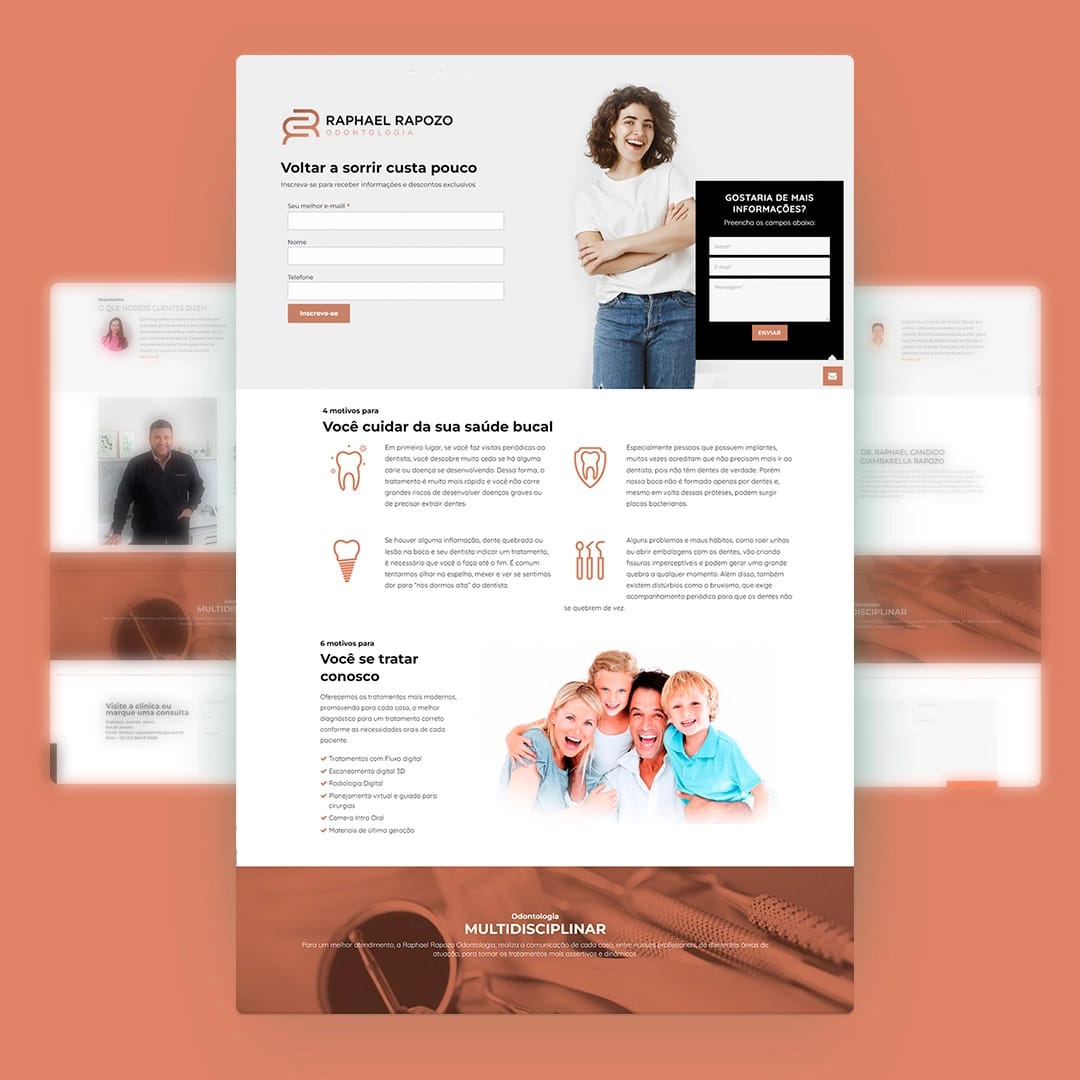 RAPHAEL RAPOZO
ODONTOLOGIA
Voltar a sorrir custa pouco
Inscreva-se para receber informações e descontos exclusivos
Seu melhor e-maill *
Nome
Telefone
Inscreva-se
GOSTARIA DE MAIS
INFORMAÇÕES?
Preencha os campos abaixo:
Nome*
E-mail*
Mensagem*
ENVIAR
4 motivos para
Você cuidar da sua saúde bucal
Em primeiro lugar, se você faz visitas periódicas ao
dentista, você descobre muito cedo se há alguma
cárie ou doença se desenvolvendo. Dessa forma, o
tratamento é muito mais rápido e você não corre
grandes riscos de desenvolver doenças graves ou
de precisar extrair dentes.
Especialmente pessoas que possuem implantes,
muitas vezes acreditam que não precisam mais ir ao
dentista, pois não têm dentes de verdade. Porém
nossa boca não é formada apenas por dentes e,
mesmo em volta dessas próteses, podem surgir
placas bacterianas.
Se houver alguma inflamação, dente quebrado ou
lesão na boca e seu dentista indicar um tratamento,
é necessário que você o faça até o fim. É comum
tentarmos olhar no espelho, mexer e ver se sentimos
dor para "nos darmos alta" do dentista.
Alguns problemas e maus hábitos, como roer unhas
ou abrir embalagens com os dentes, vão criando
fissuras imperceptíveis e podem gerar uma grande
quebra a qualquer momento. Além disso, também
existem distúrbios como o bruxismo, que exige
acompanhamento periódico para que os dentes não
se quebrem de vez.
6 motivos para
Você se tratar
conosco
Oferecemos os tratamentos mais modernos,
promovendo para cada caso, o melhor
diagnóstico para um tratamento correto
conforme as necessidades orais de cada
paciente.
Tratamentos com Fluxo digital
Escaneamento digital 3D
Radiologia Digital
Planejamento virtual e guiado para
cirurgias
Camera Intra Oral
Materiais de última geração
Odontologia
MULTIDISCIPLINAR
Para um melhor atendimento, a Raphael Rapozo Odontologia, realiza a comunicação de cada caso, entre nossos profissionais, de diferentes áreas de
atuação, para tornar os tratamentos mais assertivos e dinâmicos.
Depoimentos
O QUE NOSSOS CLIENTES DIZEM
MULTIDIS
Visite a clínica ou
marque uma consulta
DR. RAPHAEL CANDIDO
CIAMBARELLA RAPOZO
Odontologia
DISCIPLINAR